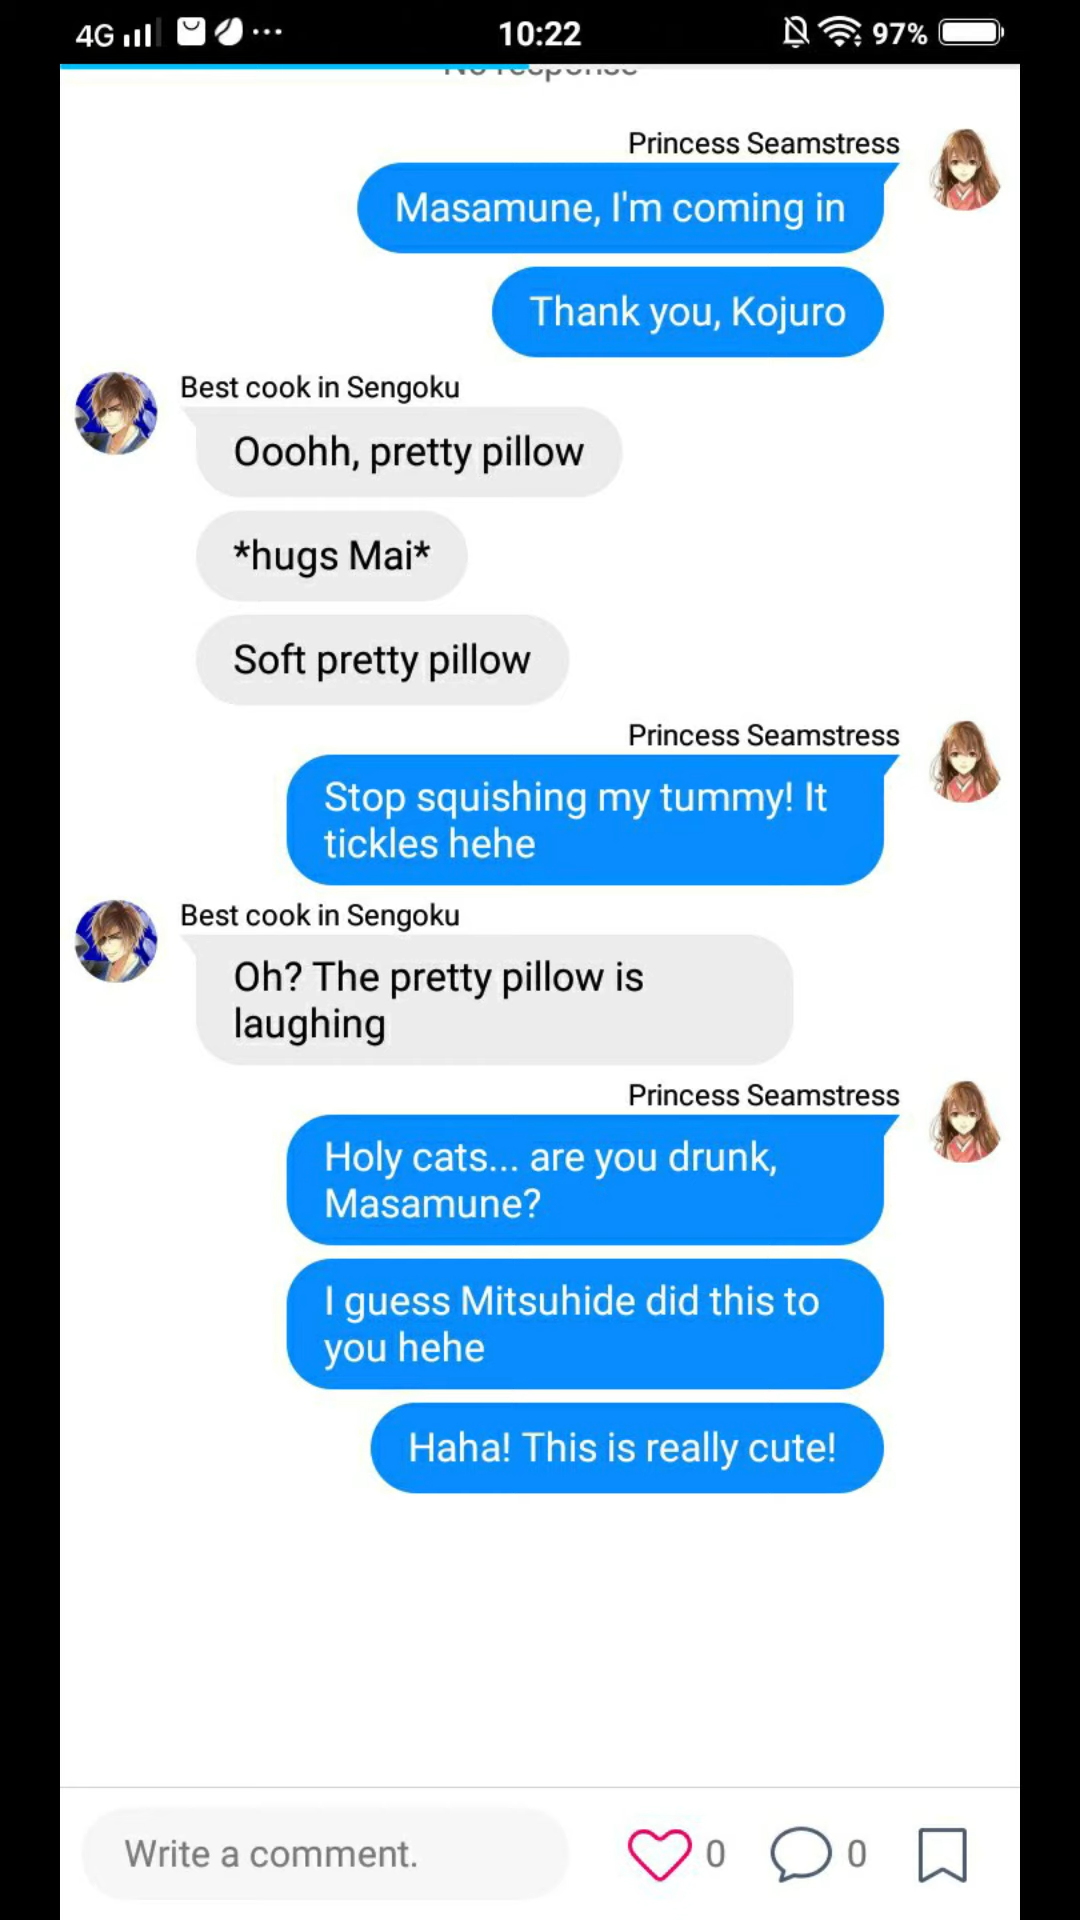 4G 10:22 97%
No response
Princess Seamstress
Masamune, I'm coming in
Thank you, Kojuro
Best cook in Sengoku
Ooohh, pretty pillow
*hugs Mai*
Soft pretty pillow
Princess Seamstress
Stop squishing my tummy! It
tickles hehe
Best cook in Sengoku
Oh? The pretty pillow is
laughing
Princess Seamstress
Holy cats... are you drunk,
Masamune?
I guess Mitsuhide did this to
you hehe
Haha! This is really cute!
Write a comment. 0 0